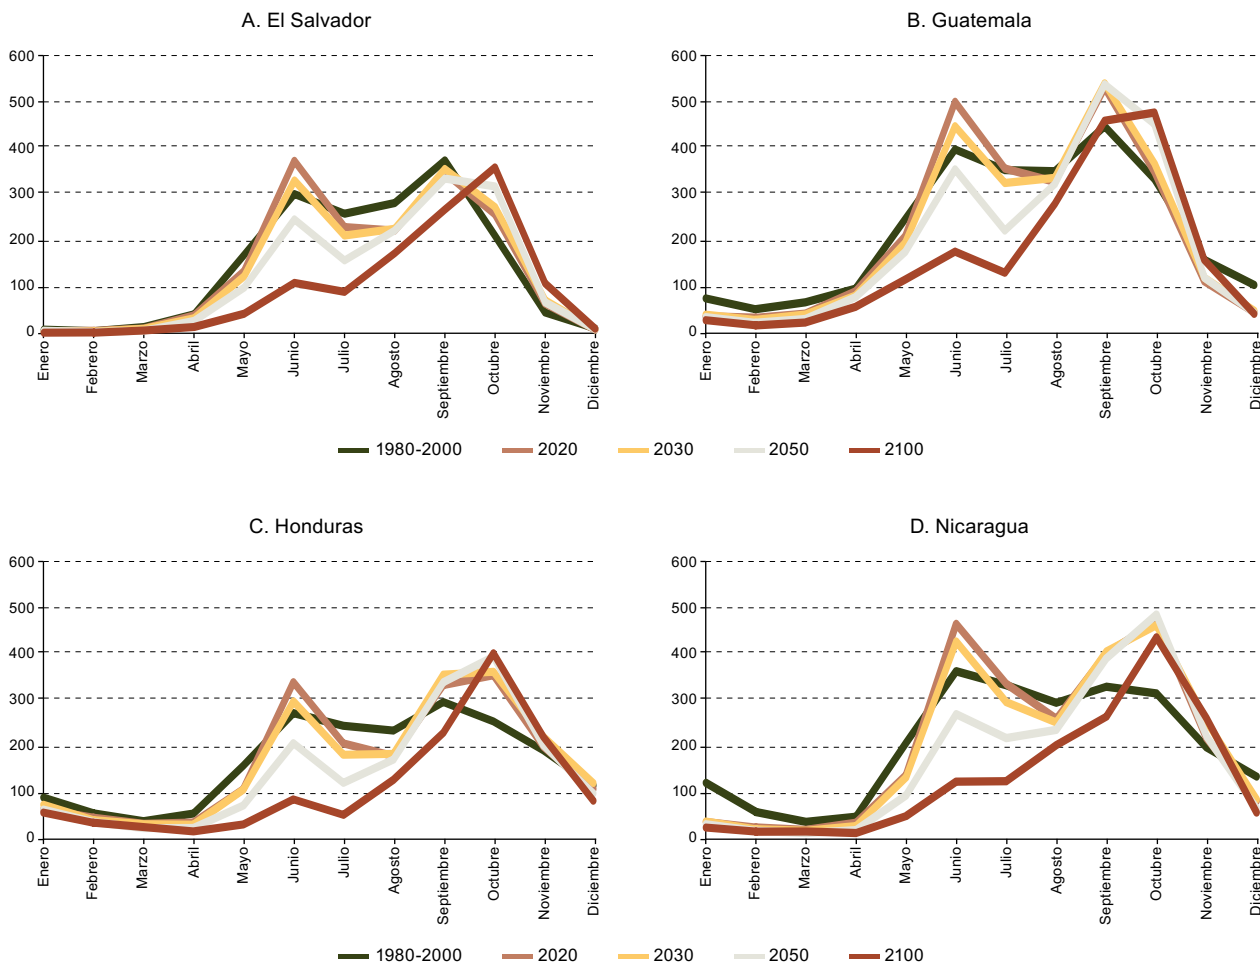 A. El Salvador
600
500
400
300
200
100
0
Enero
Febrero
Marzo
Abril
Mayo
Junio
Julio
Agosto
Septiembre
Octubre
Noviembre
Diciembre
B. Guatemala
600
500
400
300
200
100
0
Enero
Febrero
Marzo
Abril
Mayo
Junio
Julio
Agosto
Septiembre
Octubre
Noviembre
Diciembre
1980-2000 2020 2030 2050 2100
C. Honduras
600
500
400
300
200
100
0
Enero
Febrero
Marzo
Abril
Mayo
Junio
Julio
Agosto
Septiembre
Octubre
Noviembre
Diciembre
D. Nicaragua
600
500
400
300
200
100
0
Enero
Febrero
Marzo
Abril
Mayo
Junio
Julio
Agosto
Septiembre
Octubre
Noviembre
Diciembre
1980-2000 2020 2030 2050 2100